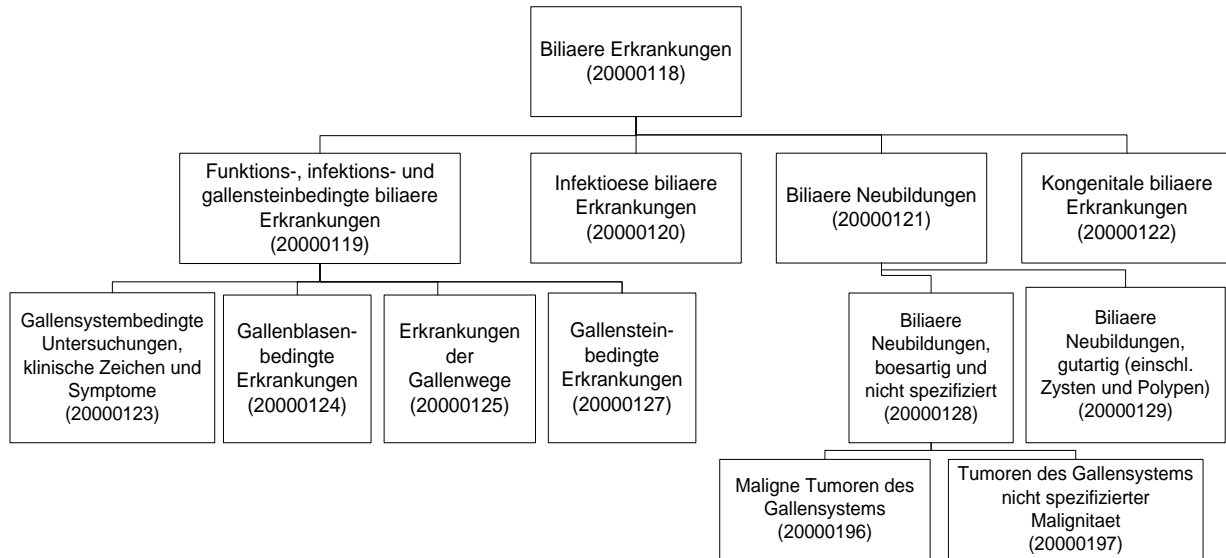 Biliaere Erkrankungen
(20000118)
Funktions-, infektions- und
gallensteinbedingte biliaere
Erkrankungen
(20000119)
Infektioese biliaere
Erkrankungen
(20000120)
Biliaere Neubildungen
(20000121)
Kongenitale biliaere
Erkrankungen
(20000122)
Gallensystembedingte
Untersuchungen,
klinische Zeichen und
Symptome
(20000123)
Gallenblasen-
bedingte
Erkrankungen
(20000124)
Erkrankungen
der
Gallenwege
(20000125)
Gallenstein-
bedingte
Erkrankungen
(20000127)
Biliaere
Neubildungen,
boesartig und
nicht spezifiziert
(20000128)
Biliaere
Neubildungen,
gutartig (einschl.
Zysten und Polypen)
(20000129)
Maligne Tumoren des
Gallensystems
(20000196)
Tumoren des Gallensystems
nicht spezifizierter
Malignitaet
(20000197)